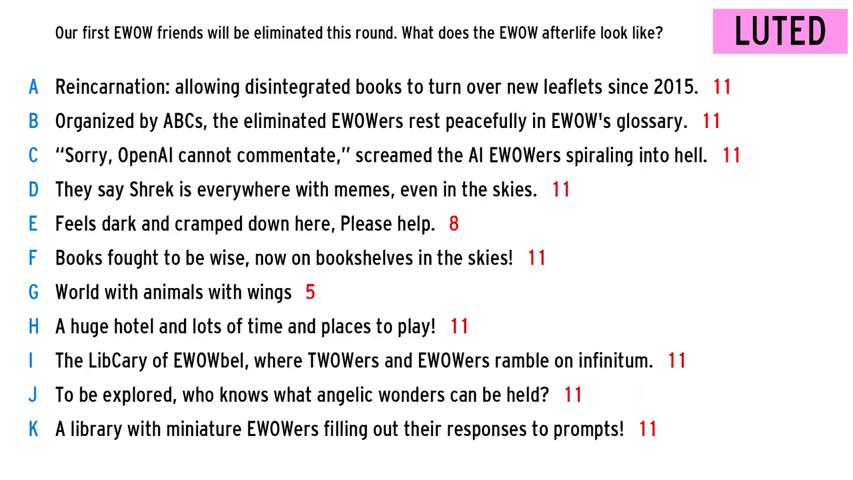 Our first EWOW friends will be eliminated this round. What does the EWOW afterlife look like?
LUTED
A Reincarnation: allowing disintegrated books to turn over new leaflets since 2015. 11
B Organized by ABCs, the eliminated EWOWers rest peacefully in EWOW's glossary. 11
C “Sorry, OpenAI cannot commentate,” screamed the AI EWOWers spiraling into hell. 11
D They say Shrek is everywhere with memes, even in the skies. 11
E Feels dark and cramped down here, Please help. 8
F Books fought to be wise, now on bookshelves in the skies! 11
G World with animals with wings 5
H A huge hotel and lots of time and places to play! 11
I The LibCary of EWOWbel, where TWOWers and EWOWers ramble on infinitum. 11
J To be explored, who knows what angelic wonders can be held? 11
K A library with miniature EWOWers filling out their responses to prompts! 11